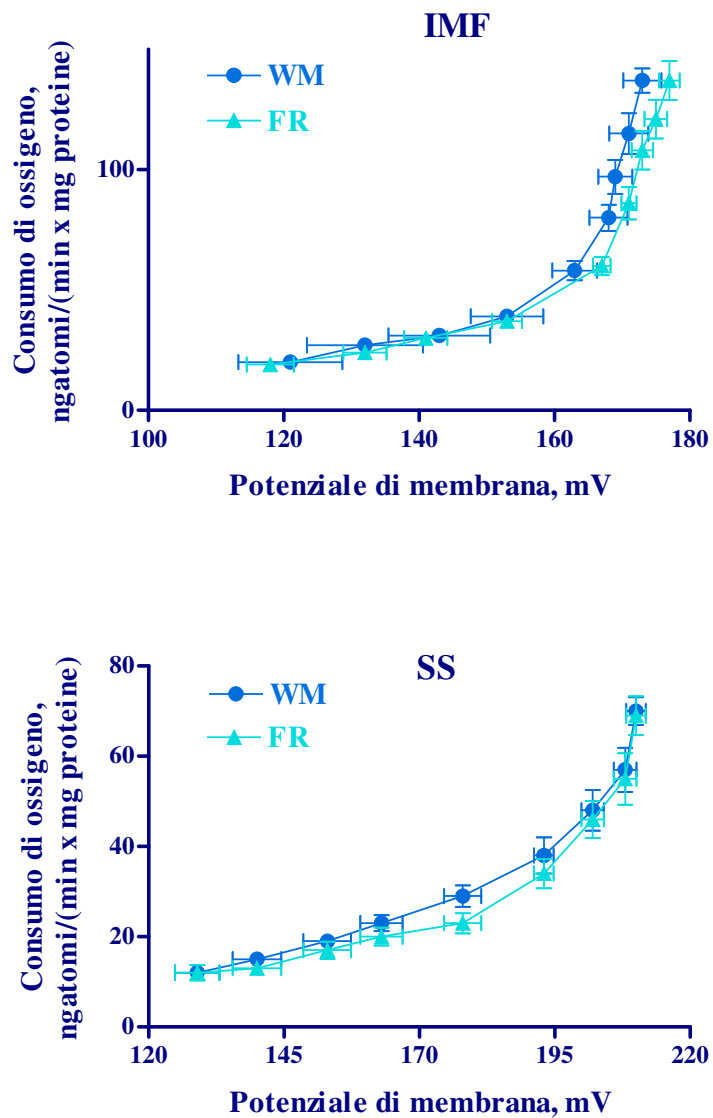 IMF
WM
FR
Consumo di ossigeno,
ngatomi/(min x mg proteine)
100
0
100
120
140
160
180
Potenziale di membrana, mV
SS
WM
FR
Consumo di ossigeno,
ngatomi/(min x mg proteine)
80
60
40
20
0
120
145
170
195
220
Potenziale di membrana, mV